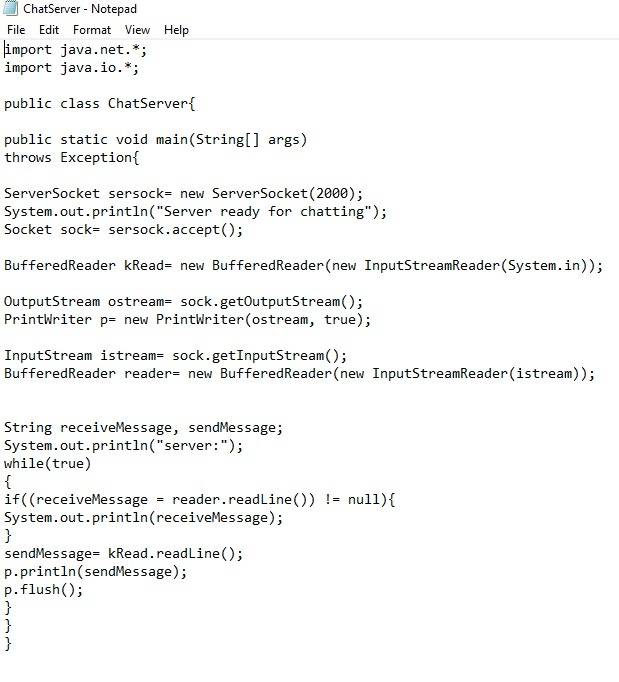 ChatServer - Notepad
File Edit Format View Help
import java.net.*;
import java.io.*;

public class ChatServer{

public static void main(String[] args)
throws Exception{

ServerSocket sersock= new ServerSocket(2000);
System.out.println("Server ready for chatting");
Socket sock= sersock.accept();

BufferedReader kRead= new BufferedReader(new InputStreamReader(System.in));

OutputStream ostream= sock.getOutputStream();
PrintWriter p= new PrintWriter(ostream, true);

InputStream istream= sock.getInputStream();
BufferedReader reader= new BufferedReader(new InputStreamReader(istream));


String receiveMessage, sendMessage;
System.out.println("server:");
while(true)
{
if((receiveMessage = reader.readLine()) != null){
System.out.println(receiveMessage);
}
sendMessage= kRead.readLine();
p.println(sendMessage);
p.flush();
}
}
}